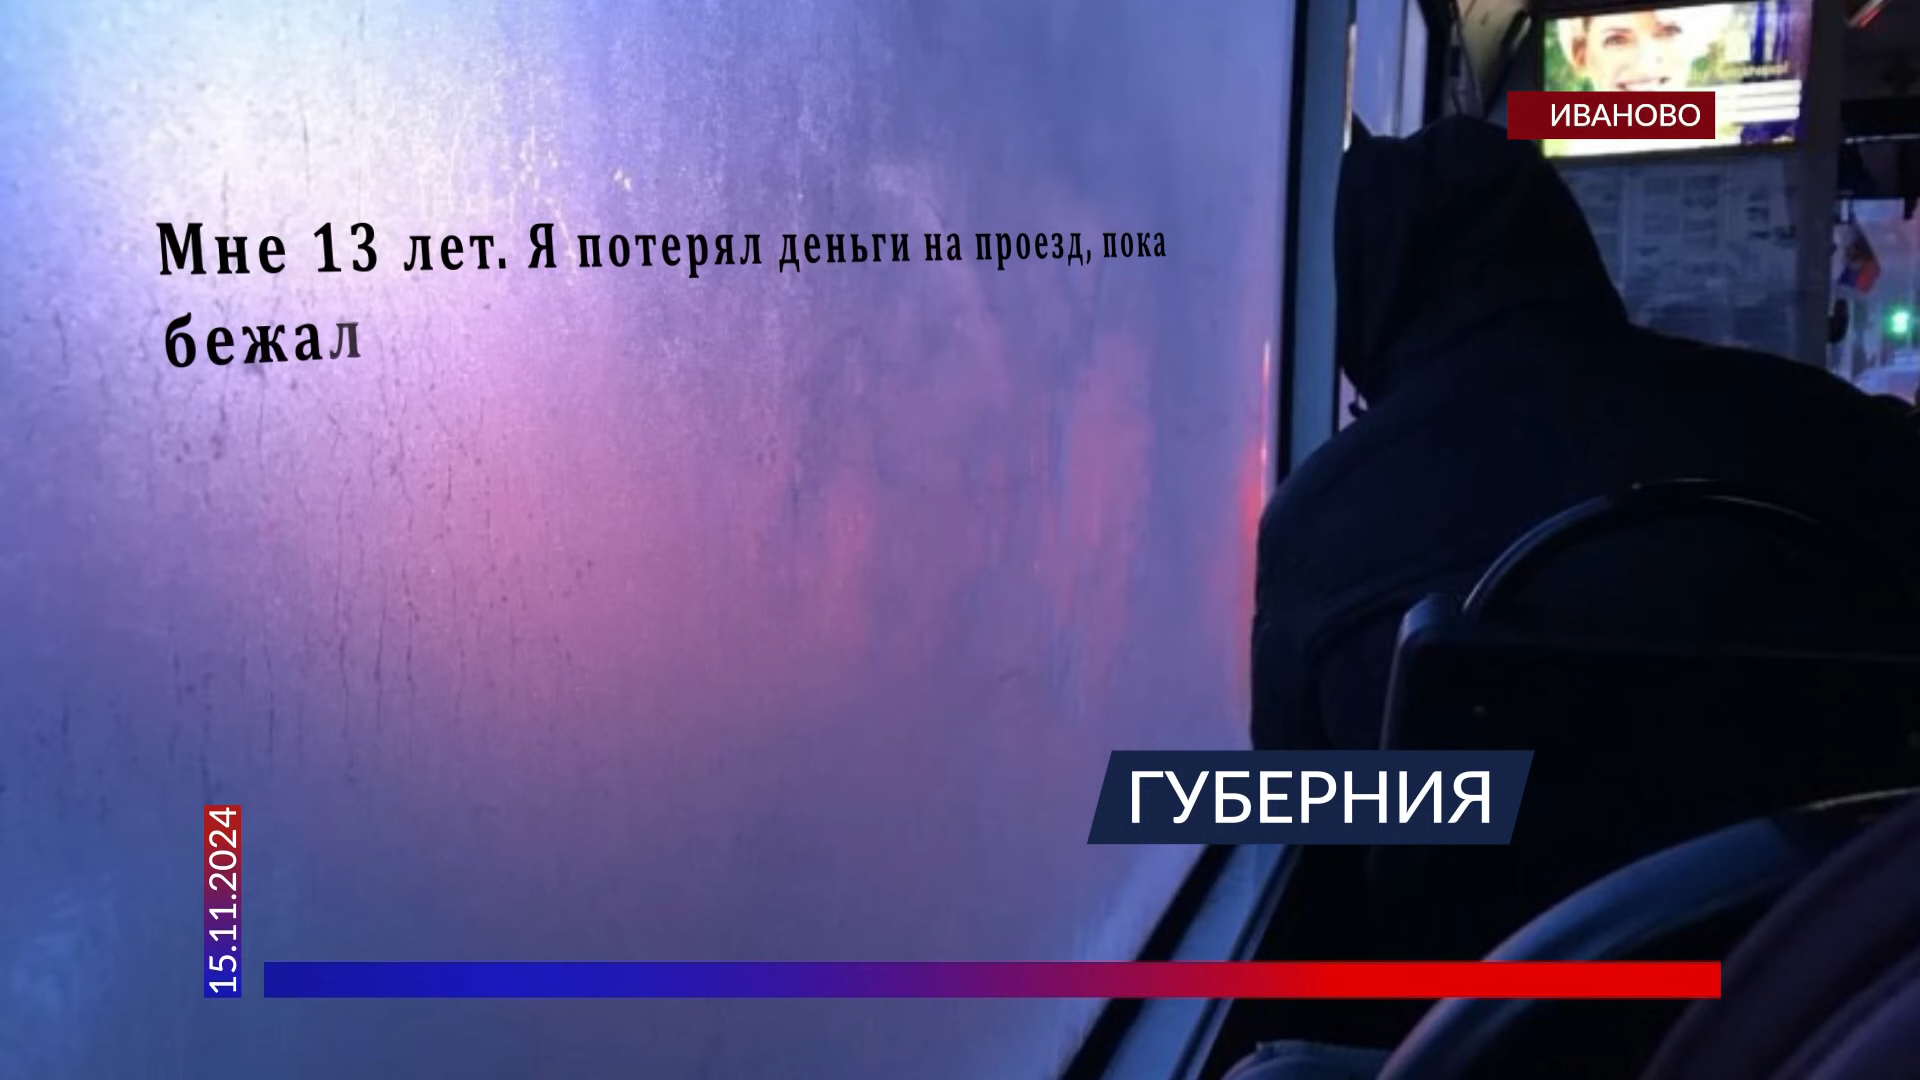 ИВАНОВО
Мне 13 лет. Я потерял деньги на проезд, пока
бежал
ГУБЕРНИЯ
15.11.2024